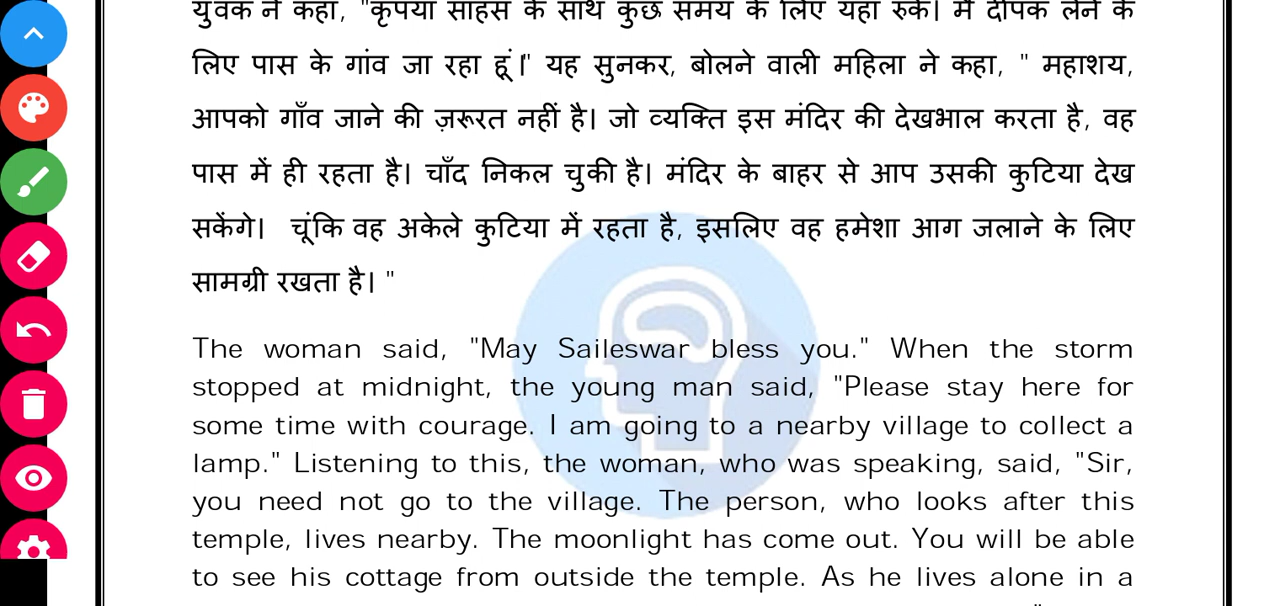 युवक ने कहा, "कृपया साहस के साथ कुछ समय के लिए यहां रुकें। मैं दीपक लेने के
लिए पास के गांव जा रहा हूं।" यह सुनकर, बोलने वाली महिला ने कहा, " महाशय,
आपको गाँव जाने की ज़रूरत नहीं है। जो व्यक्ति इस मंदिर की देखभाल करता है, वह
पास में ही रहता है। चाँद निकल चुकी है। मंदिर के बाहर से आप उसकी कुटिया देख
सकेंगे। चूंकि वह अकेले कुटिया में रहता है, इसलिए वह हमेशा आग जलाने के लिए
सामग्री रखता है। "
The woman said, "May Saileswar bless you." When the storm
stopped at midnight, the young man said, "Please stay here for
some time with courage. I am going to a nearby village to collect a
lamp." Listening to this, the woman, who was speaking, said, "Sir,
you need not go to the village. The person, who looks after this
temple, lives nearby. The moonlight has come out. You will be able
to see his cottage from outside the temple. As he lives alone in a